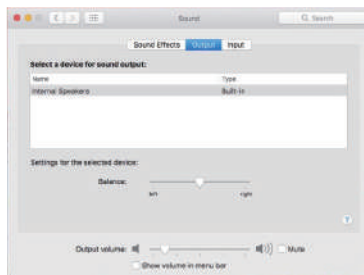 Sound
Search
Sound Effects Output Input
Select a device for sound output:
Name Type
Internal Speakers Built-in
Settings for the selected device:
Balance:
left right
?
Output volume: Mute
Show volume in menu bar